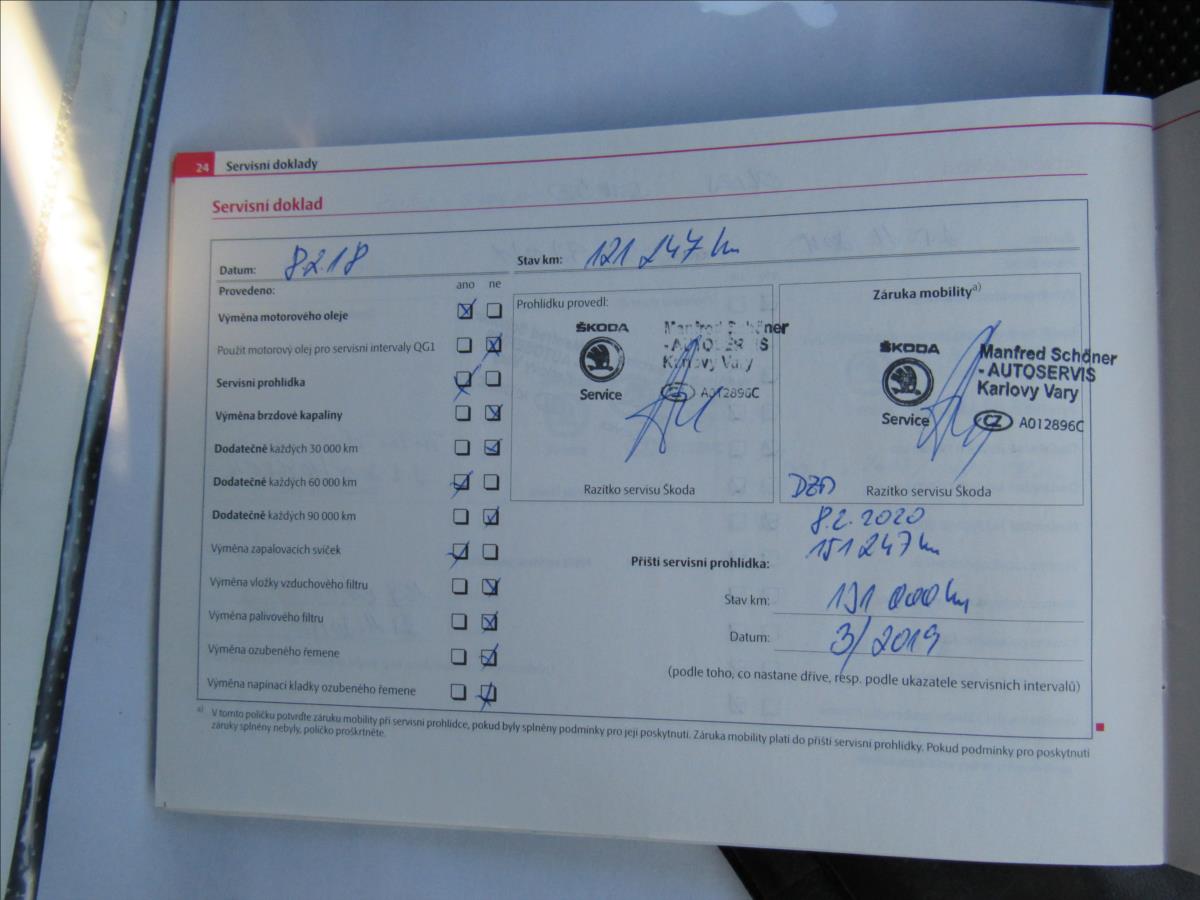 24 Servisní doklady
Servisní doklad
Datum: 8.2.18
Stav km: 121 247 km
Provedeno: ano ne
Výměna motorového oleje
Použit motorový olej pro servisní intervaly QG1
Servisní prohlídka
Výměna brzdové kapaliny
Dodatečně každých 30 000 km
Dodatečně každých 60 000 km
Dodatečně každých 90 000 km
Výměna zapalovacích svíček
Výměna vložky vzduchového filtru
Výměna palivového filtru
Výměna ozubeného řemene
Výměna napínací kladky ozubeného řemene
Prohlídku provedl:
ŠKODA
Service
Manfred Schöner
- AUTOSERVIS
Karlovy Vary
CZ A012896C
Razítko servisu Škoda
Záruka mobility a)
ŠKODA
Service
Manfred Schöner
- AUTOSERVIS
Karlovy Vary
CZ A012896C
Razítko servisu Škoda
8.2.2020
151 247 km
Příští servisní prohlídka:
Stav km: 151 000 km
Datum: 3/2019
(podle toho, co nastane dříve, resp. podle ukazatele servisních intervalů)
a) V tomto políčku potvrďte záruku mobility při servisní prohlídce, pokud byly splněny podmínky pro její poskytnutí. Záruka mobility platí do příští servisní prohlídky. Pokud podmínky pro poskytnutí
záruky splněny nebyly, políčko proškrtněte.